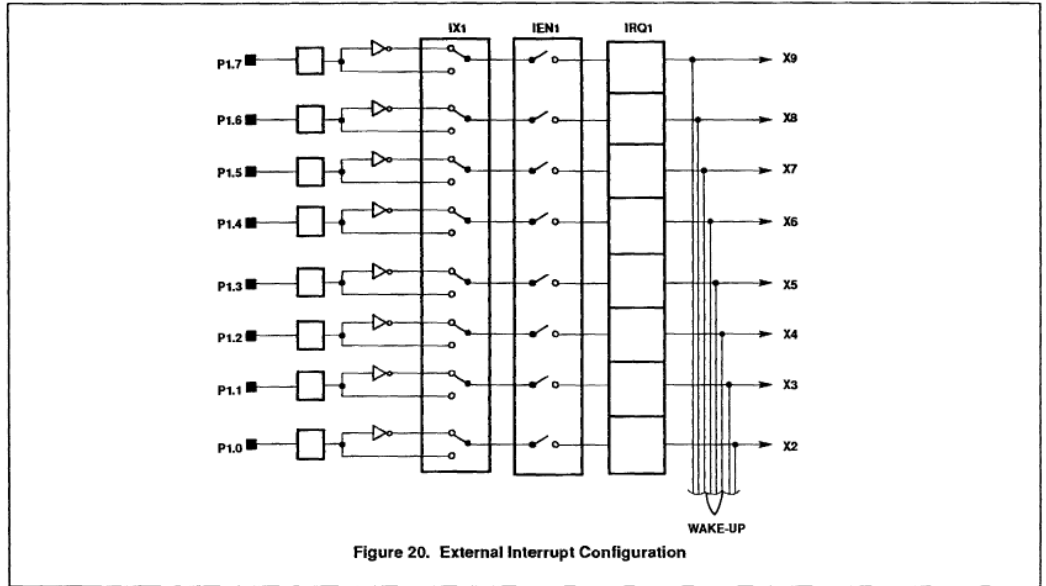 IX1 IEN1 IRQ1
P1.7 X9
P1.6 X8
P1.5 X7
P1.4 X6
P1.3 X5
P1.2 X4
P1.1 X3
P1.0 X2
WAKE-UP
Figure 20. External Interrupt Configuration